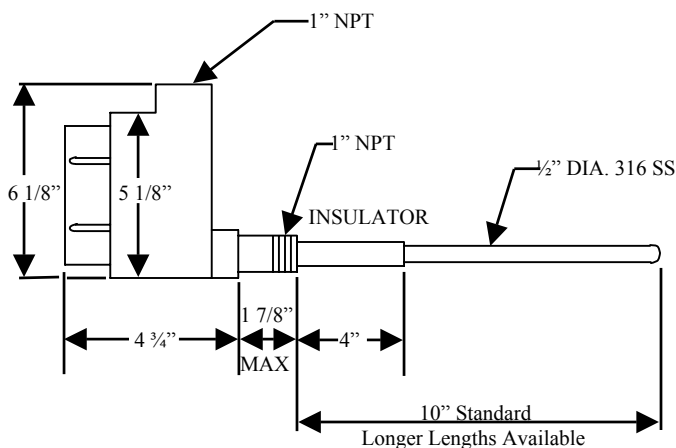 1” NPT
1” NPT
6 1/8”
5 1/8”
½” DIA. 316 SS
INSULATOR
1 7/8”
4 ¾”
4”
MAX
10” Standard
Longer Lengths Available